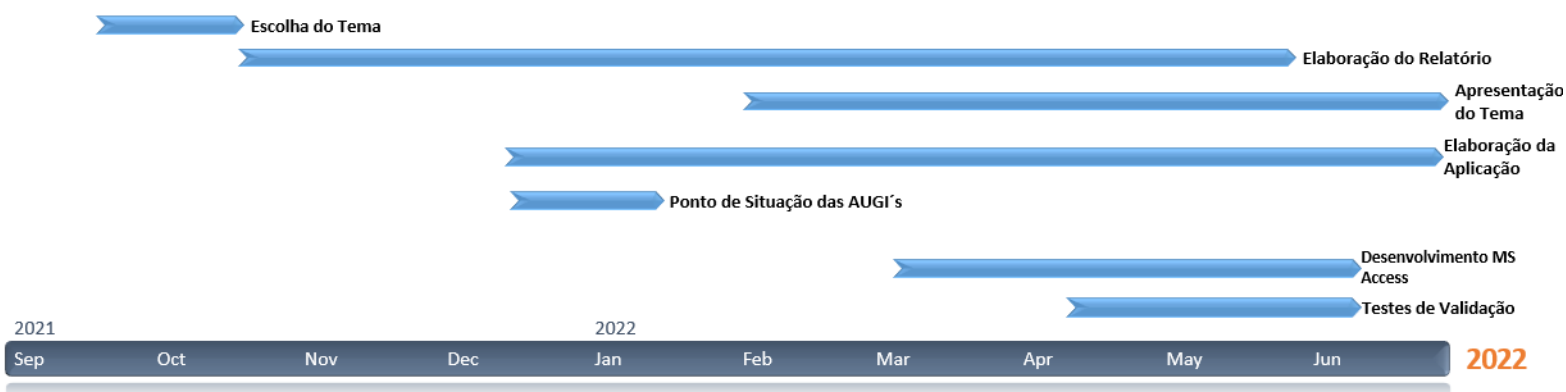 Escolha do Tema
Elaboração do Relatório
Apresentação
do Tema
Elaboração da
Aplicação
Ponto de Situação das AUGI´s
Desenvolvimento MS
Access
Testes de Validação
2021 2022
Sep Oct Nov Dec Jan Feb Mar Apr May Jun 2022